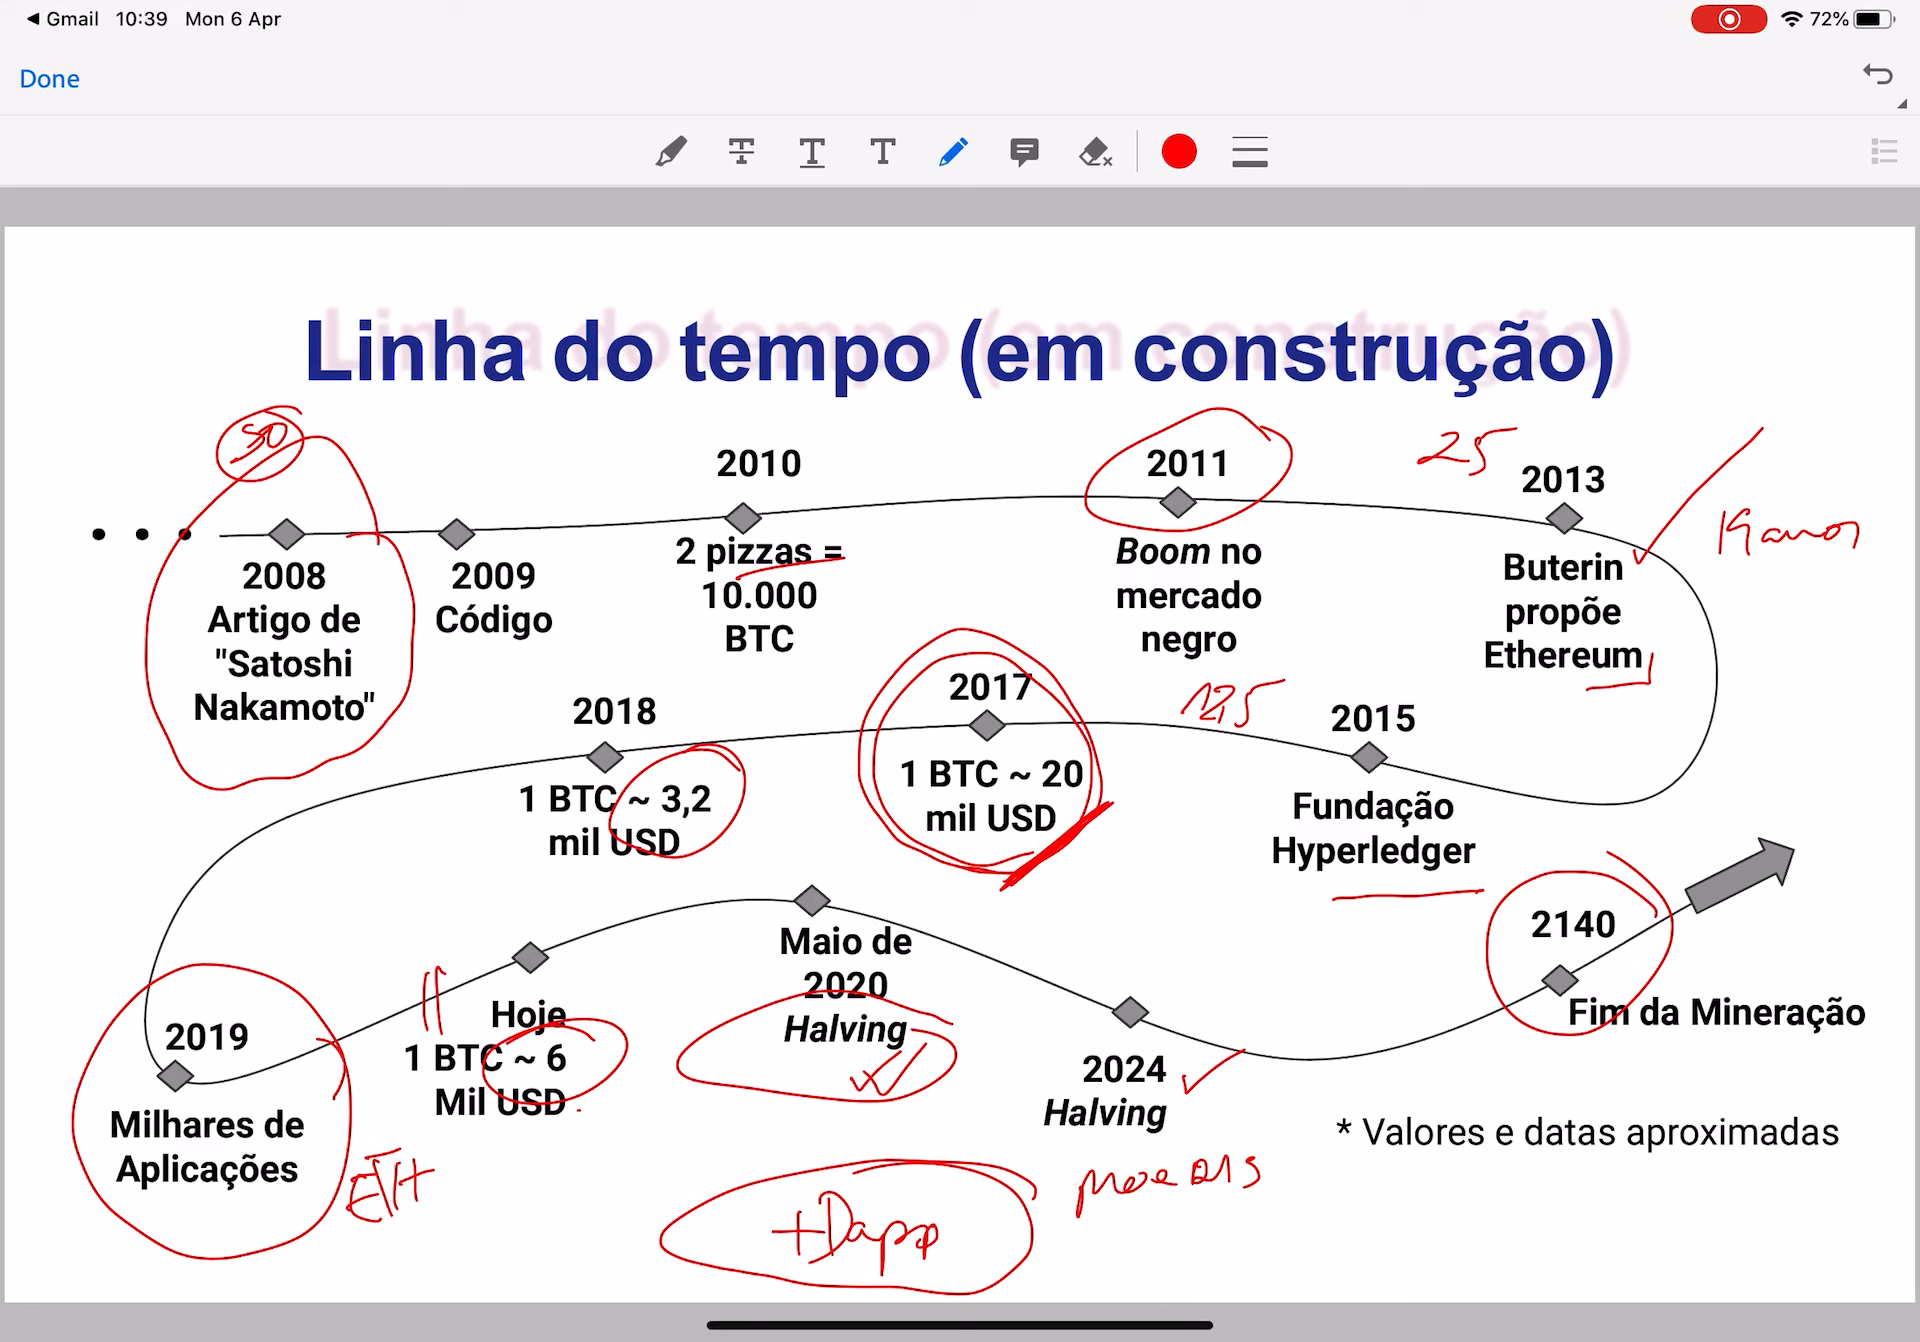 ◀ Gmail 10:39 Mon 6 Apr 72%
Done
Linha do tempo (em construção)
50
2008
Artigo de
"Satoshi
Nakamoto"
2009
Código
2010
2 pizzas =
10.000
BTC
2011
Boom no
mercado
negro
25
2013
Buterin
propõe
Ethereum
19 anos
2015
Fundação
Hyperledger
12,5
2017
1 BTC ~ 20
mil USD
2018
1 BTC ~ 3,2
mil USD
2019
Milhares de
Aplicações
ETH
Hoje
1 BTC ~ 6
Mil USD
Maio de
2020
Halving
+Dapp
2024
Halving
2140
Fim da Mineração
* Valores e datas aproximadas